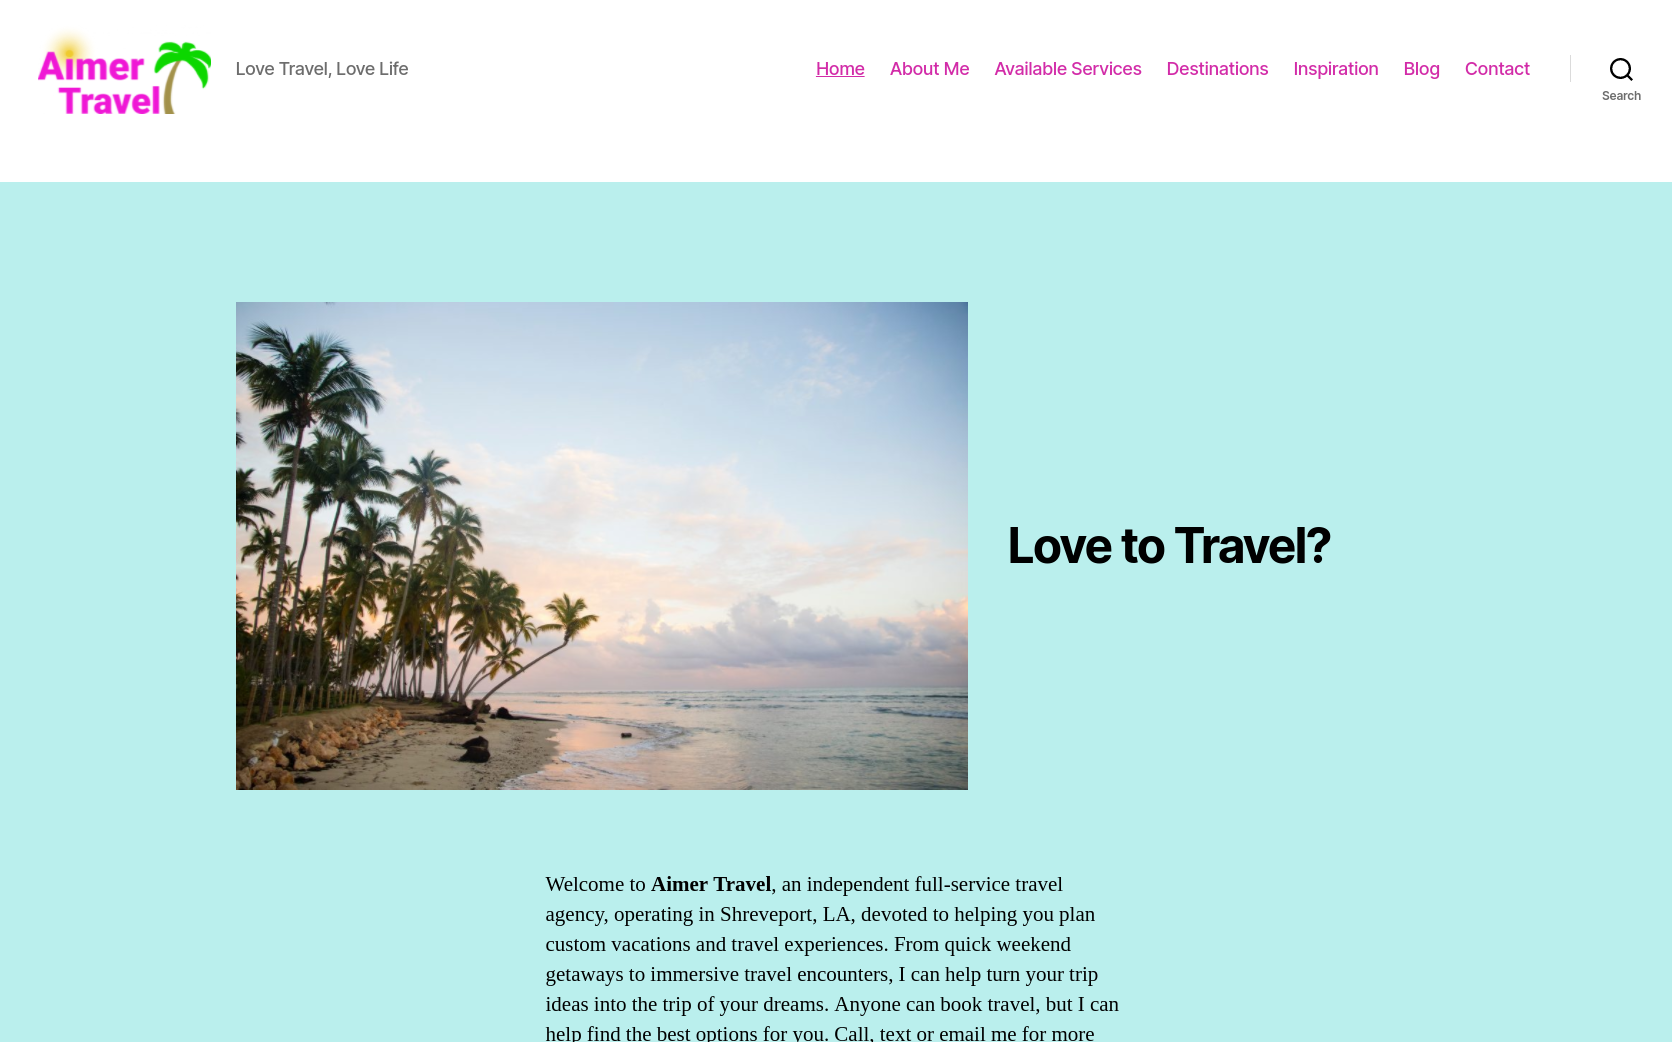 Aimer
Travel
Love Travel, Love Life
Home About Me Available Services Destinations Inspiration Blog Contact
Search
Love to Travel?
Welcome to Aimer Travel, an independent full-service travel
agency, operating in Shreveport, LA, devoted to helping you plan
custom vacations and travel experiences. From quick weekend
getaways to immersive travel encounters, I can help turn your trip
ideas into the trip of your dreams. Anyone can book travel, but I can
help find the best options for you. Call, text or email me for more